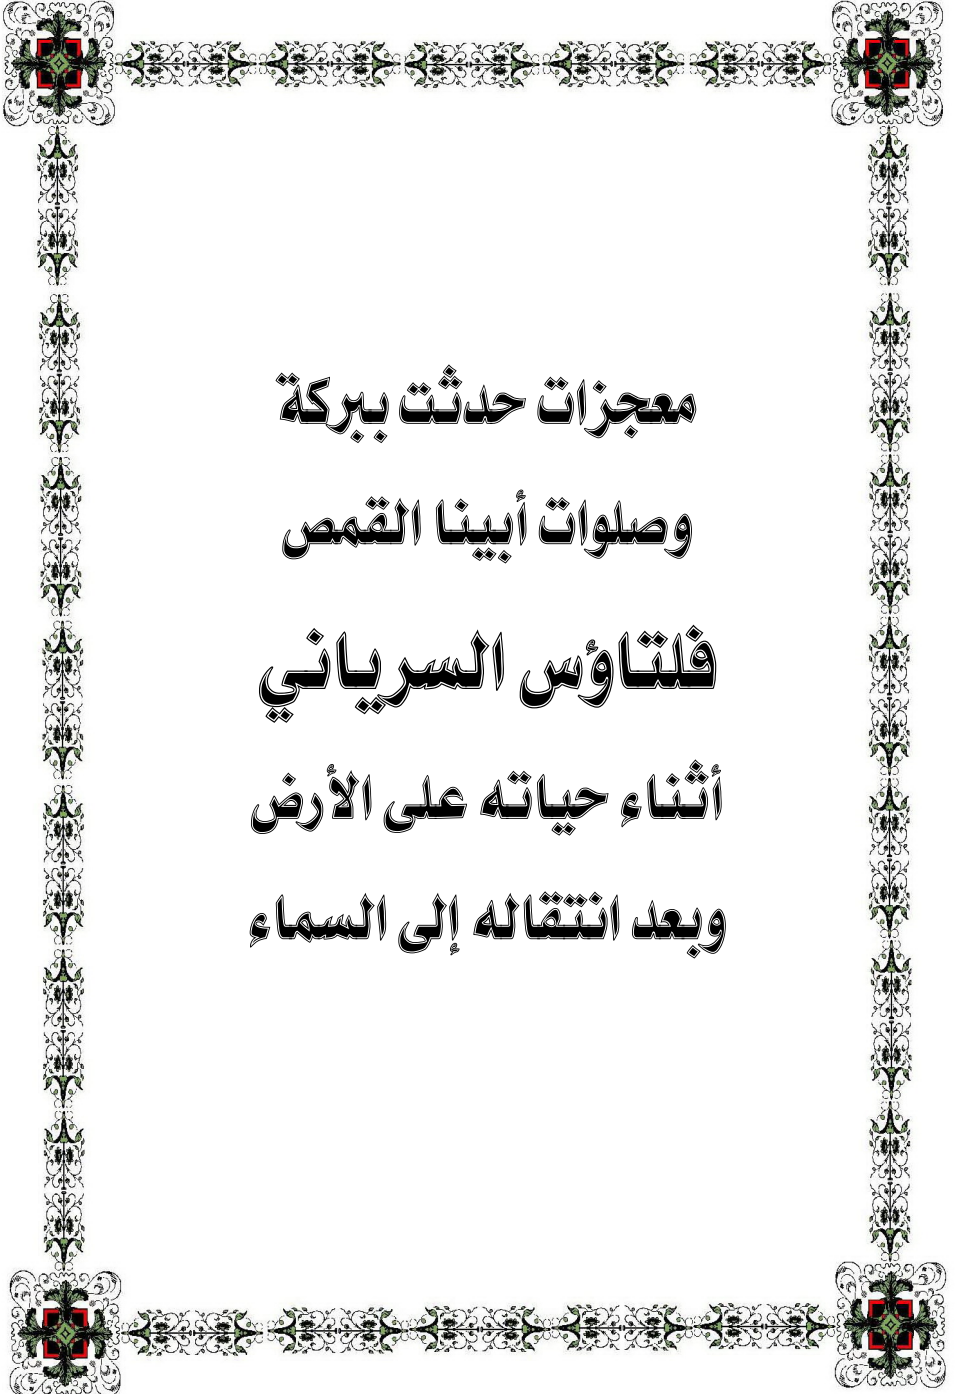 معجزات حدثت ببركة
وصلوات أبينا القمص
فلتاؤس السرياني
أثناء حياته على الأرض
وبعد انتقاله إلى السماء